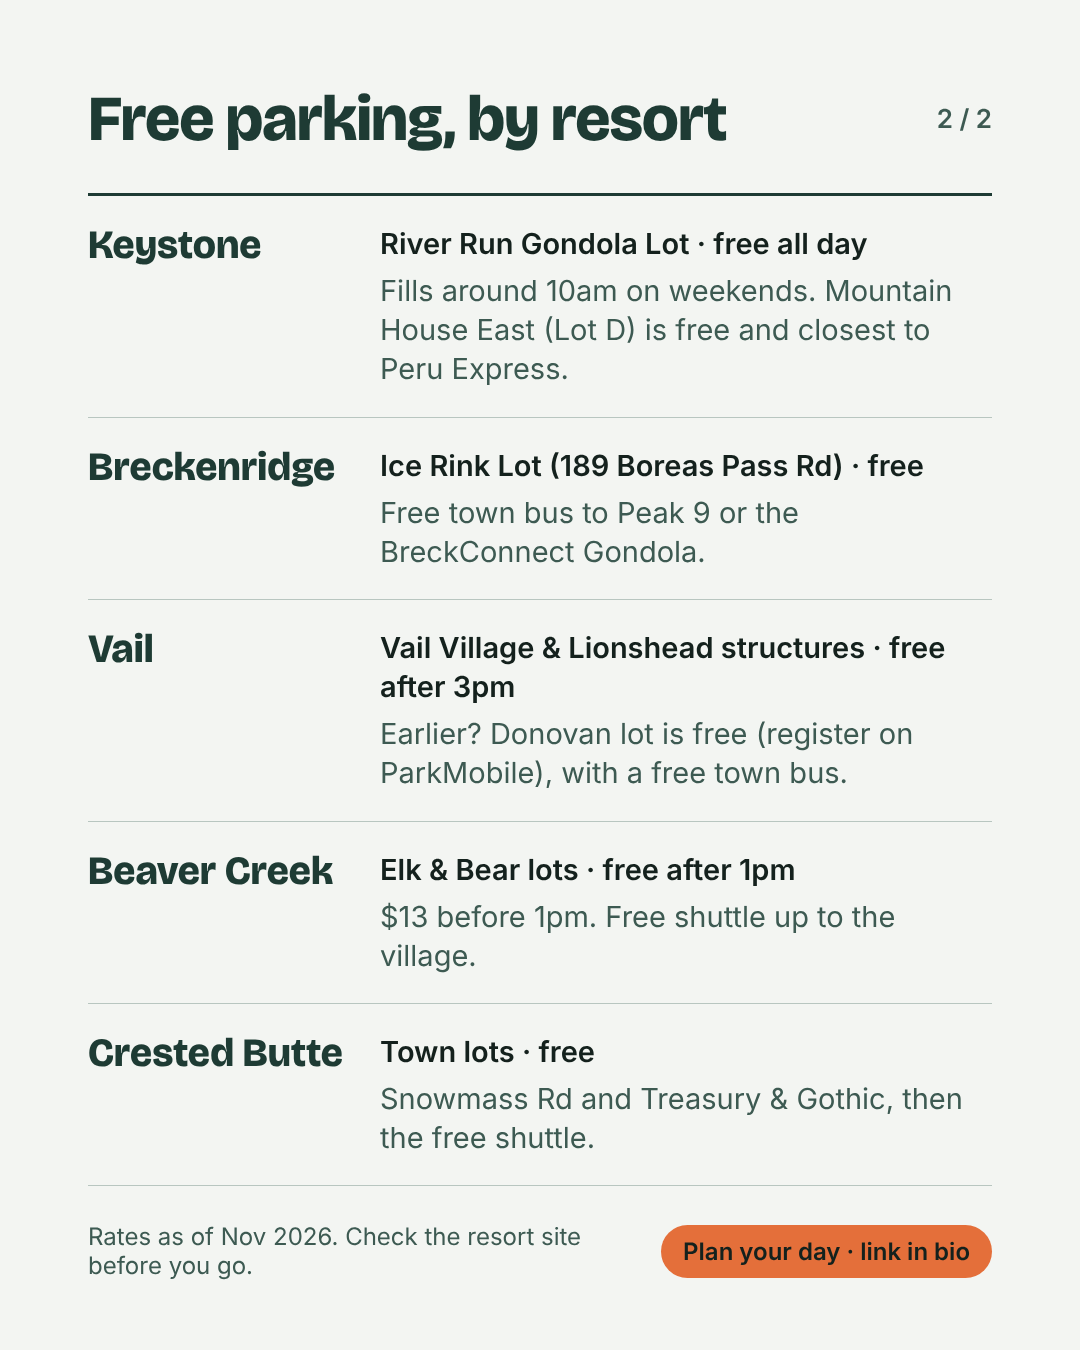 Free parking, by resort
2 / 2
Keystone
River Run Gondola Lot · free all day
Fills around 10am on weekends. Mountain
House East (Lot D) is free and closest to
Peru Express.
Breckenridge
Ice Rink Lot (189 Boreas Pass Rd) · free
Free town bus to Peak 9 or the
BreckConnect Gondola.
Vail
Vail Village & Lionshead structures · free
after 3pm
Earlier? Donovan lot is free (register on
ParkMobile), with a free town bus.
Beaver Creek
Elk & Bear lots · free after 1pm
$13 before 1pm. Free shuttle up to the
village.
Crested Butte
Town lots · free
Snowmass Rd and Treasury & Gothic, then
the free shuttle.
Rates as of Nov 2026. Check the resort site
before you go.
Plan your day · link in bio